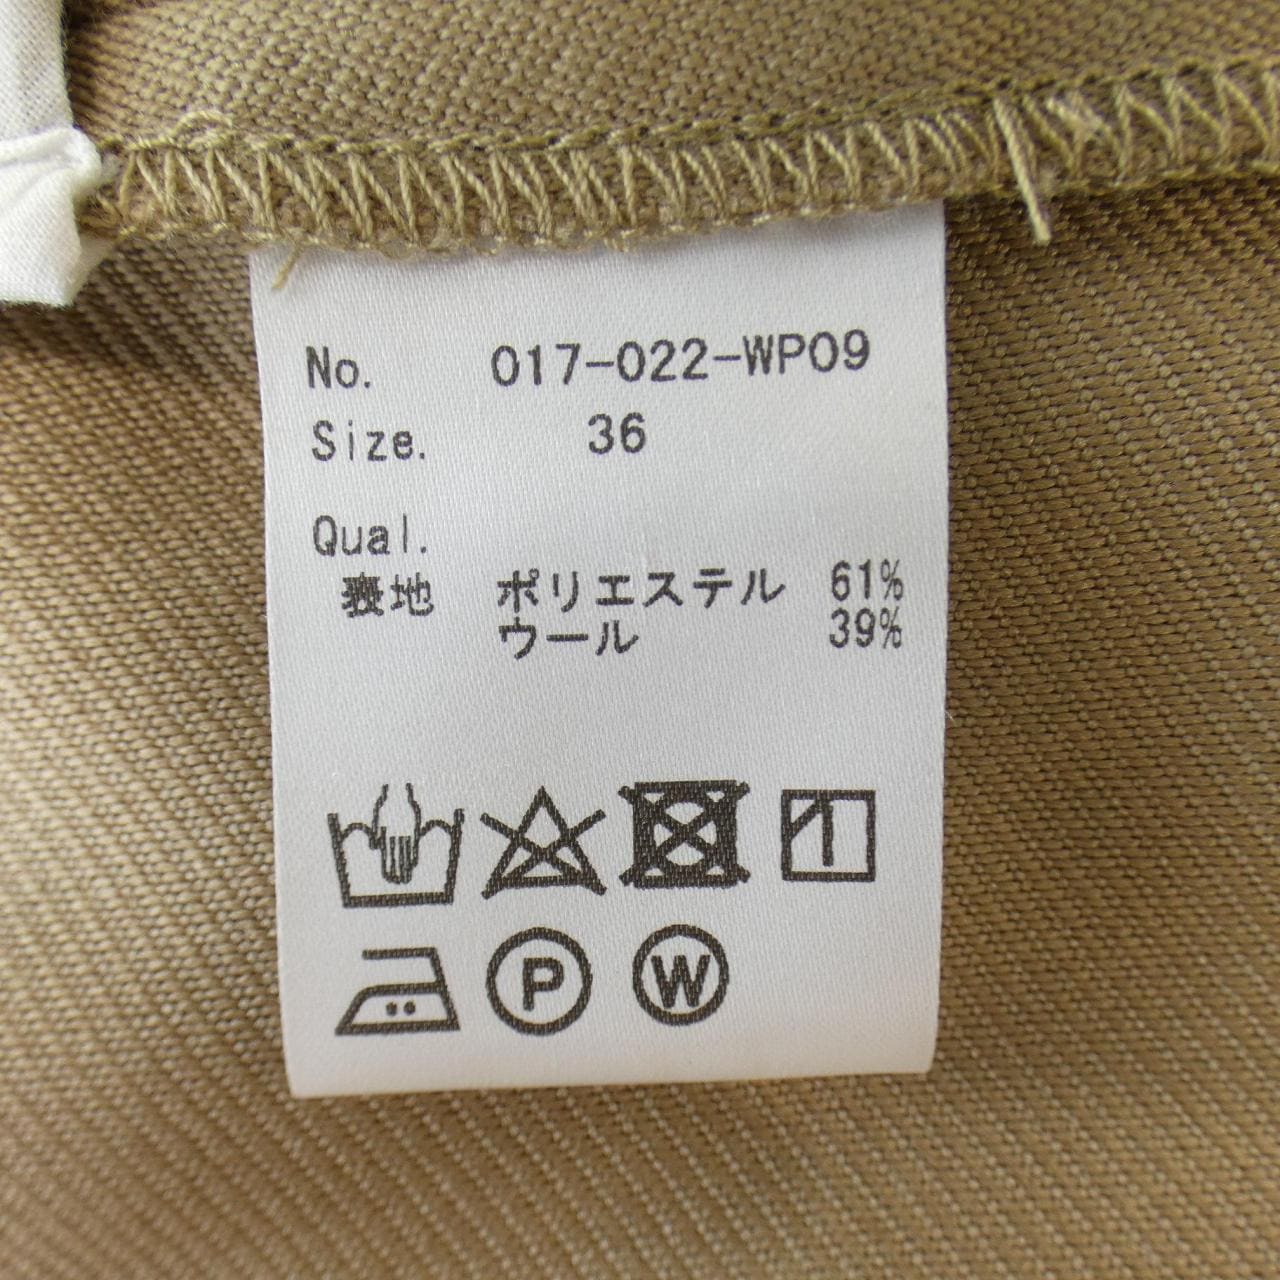 No. 017-022-WP09
Size. 36
Qual.
表地 ポリエステル 61%
ウール 39%
P W